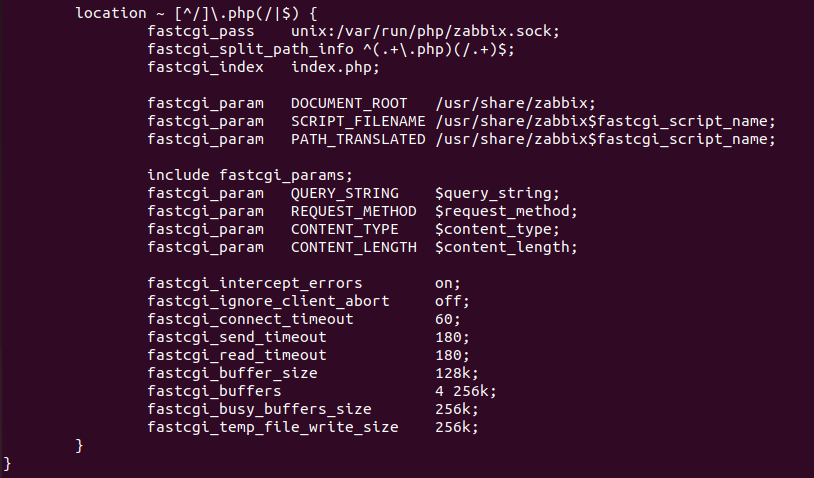 location ~ [^/]\.php(/|$) {
fastcgi_pass unix:/var/run/php/zabbix.sock;
fastcgi_split_path_info ^(.+\.php)(/.+)$;
fastcgi_index index.php;
fastcgi_param DOCUMENT_ROOT /usr/share/zabbix;
fastcgi_param SCRIPT_FILENAME /usr/share/zabbix$fastcgi_script_name;
fastcgi_param PATH_TRANSLATED /usr/share/zabbix$fastcgi_script_name;
include fastcgi_params;
fastcgi_param QUERY_STRING $query_string;
fastcgi_param REQUEST_METHOD $request_method;
fastcgi_param CONTENT_TYPE $content_type;
fastcgi_param CONTENT_LENGTH $content_length;
fastcgi_intercept_errors on;
fastcgi_ignore_client_abort off;
fastcgi_connect_timeout 60;
fastcgi_send_timeout 180;
fastcgi_read_timeout 180;
fastcgi_buffer_size 128k;
fastcgi_buffers 4 256k;
fastcgi_busy_buffers_size 256k;
fastcgi_temp_file_write_size 256k;
}
}